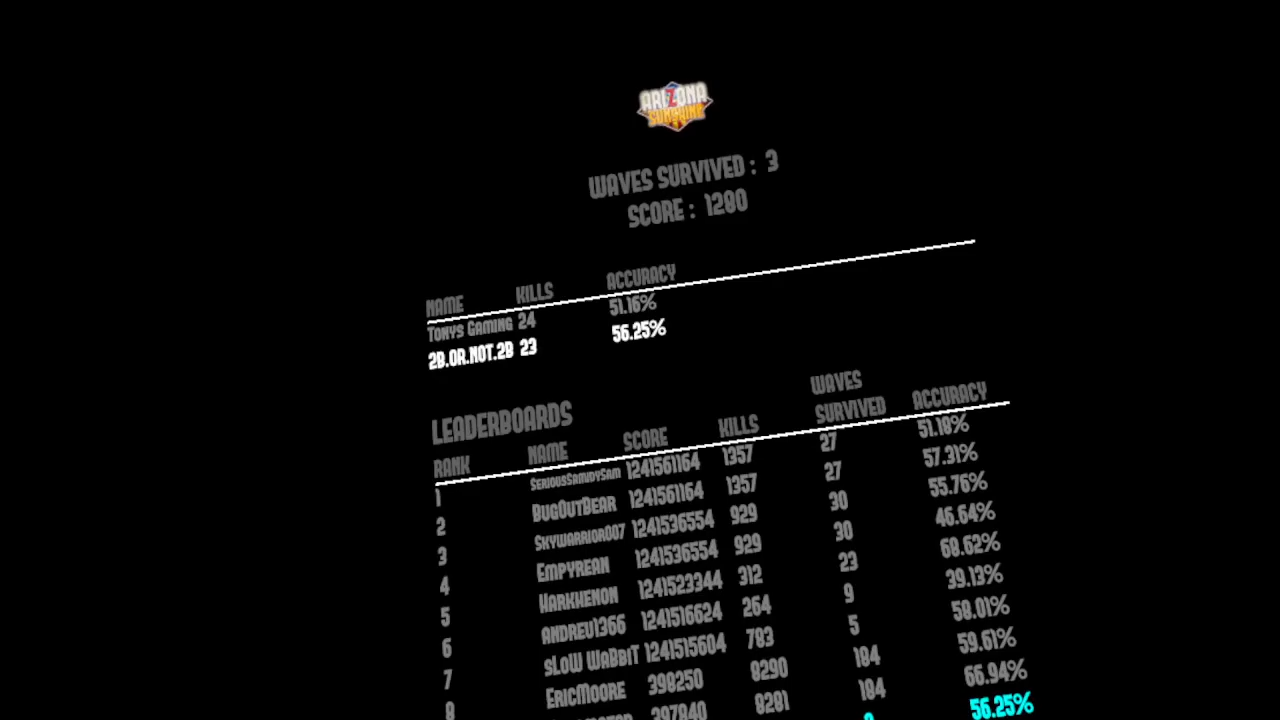 ARIZONA
SUNSHINE
WAVES SURVIVED : 3
SCORE : 1280
NAME KILLS ACCURACY
Tonys Gaming 24 51.16%
2B.OR.NOT.2B 23 56.25%
LEADERBOARDS
RANK NAME SCORE KILLS WAVES SURVIVED ACCURACY
1 SeriousSamdySam 1241561164 1357 27 51.18%
2 BugOutBear 1241561164 1357 27 57.31%
3 Skywarrior007 1241536554 929 30 55.76%
4 Empyrean 1241536554 929 30 46.64%
5 Harkhenon 1241523344 312 23 60.62%
6 Andrev1366 1241516624 264 9 39.13%
7 sLoW WaBbiT 1241515604 783 5 58.01%
8 EricMoore 398250 8290 184 59.61%
397840 8281 184 66.94%
56.25%